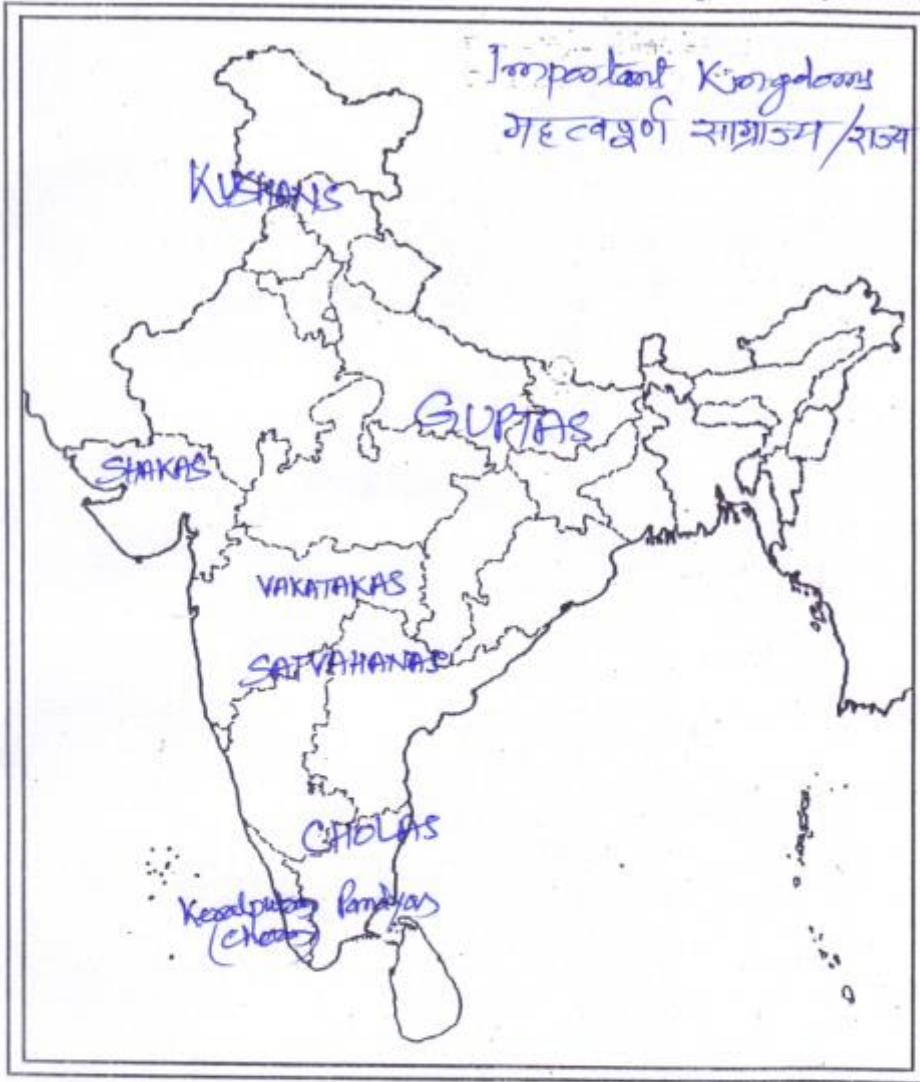 Important Kingdoms
महत्वपूर्ण साम्राज्य /राज्य
KUSHANS
GUPTAS
SHAKAS
VAKATAKAS
SATVAHANAS
CHOLAS
Pandyas
(Cheras)